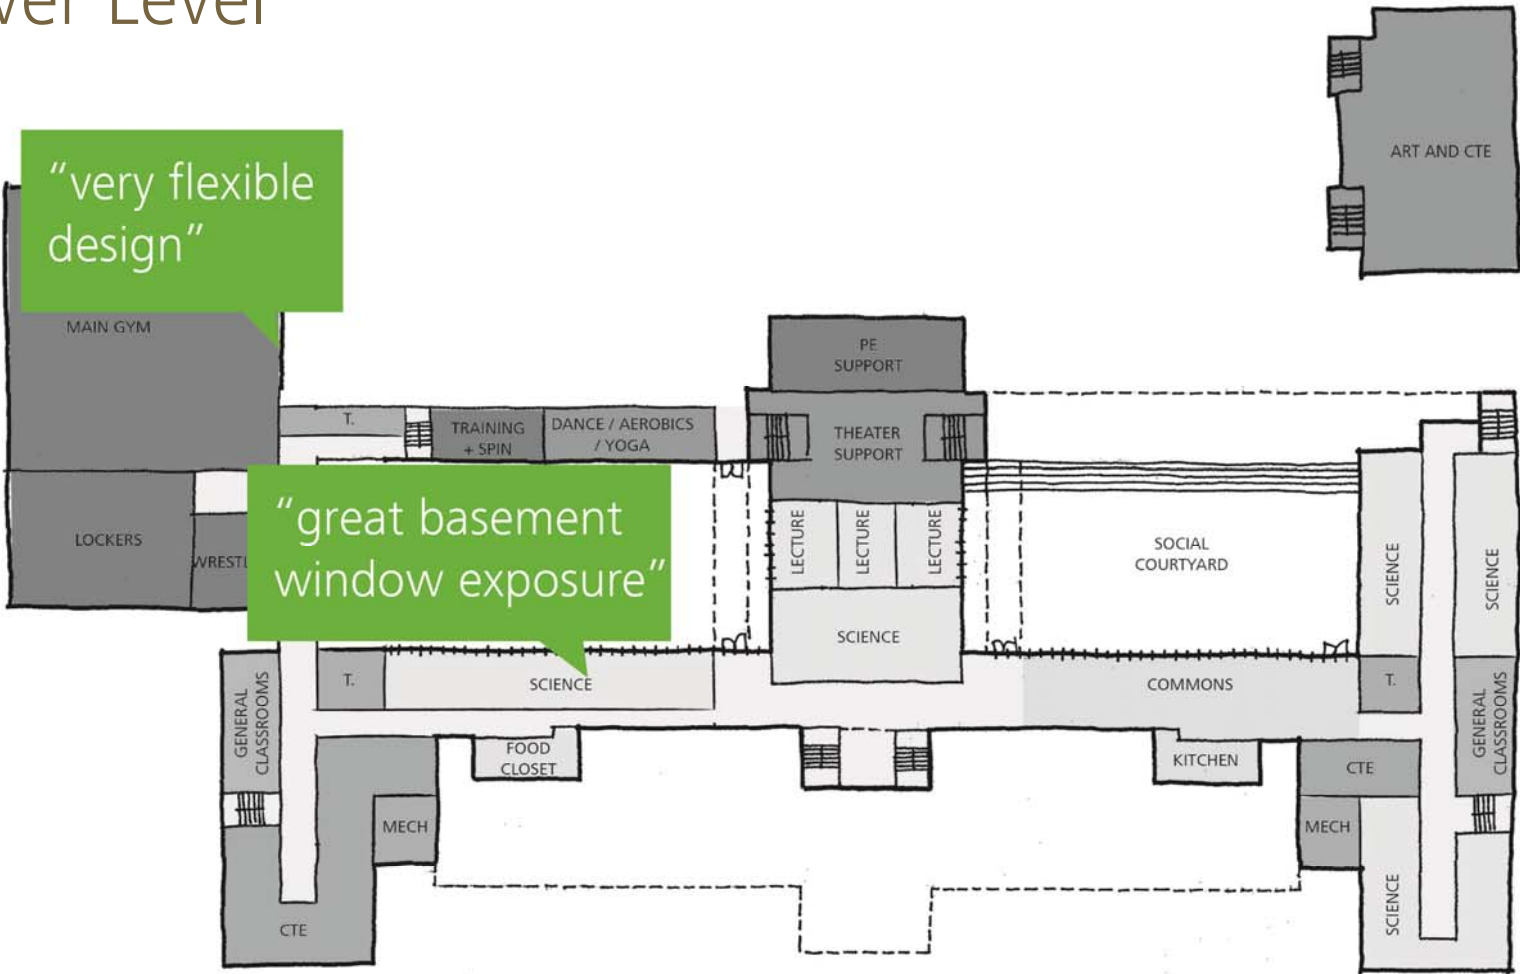 Level
ART AND CTE
“very flexible
design”
MAIN GYM
PE
SUPPORT
T.
TRAINING
+ SPIN
DANCE / AEROBICS
/ YOGA
THEATER
SUPPORT
“great basement
window exposure”
LOCKERS
LECTURE
LECTURE
LECTURE
SOCIAL
COURTYARD
SCIENCE
SCIENCE
SCIENCE
T.
SCIENCE
COMMONS
T.
GENERAL
CLASSROOMS
GENERAL
CLASSROOMS
FOOD
CLOSET
KITCHEN
CTE
MECH
MECH
SCIENCE
CTE